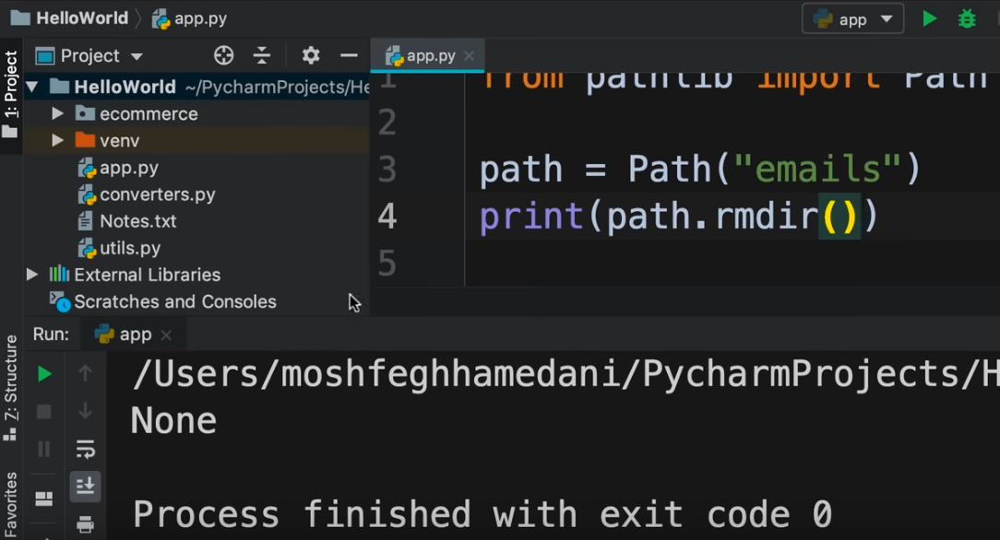 HelloWorld app.py app
Project
app.py
1: Project
HelloWorld ~/PycharmProjects/He
ecommerce
venv
app.py
converters.py
Notes.txt
utils.py
External Libraries
Scratches and Consoles
1 from pathlib import Path
2
3 path = Path("emails")
4 print(path.rmdir())
5
Run: app
Z: Structure
Favorites
/Users/moshfeghhamedani/PycharmProjects/H
None
Process finished with exit code 0